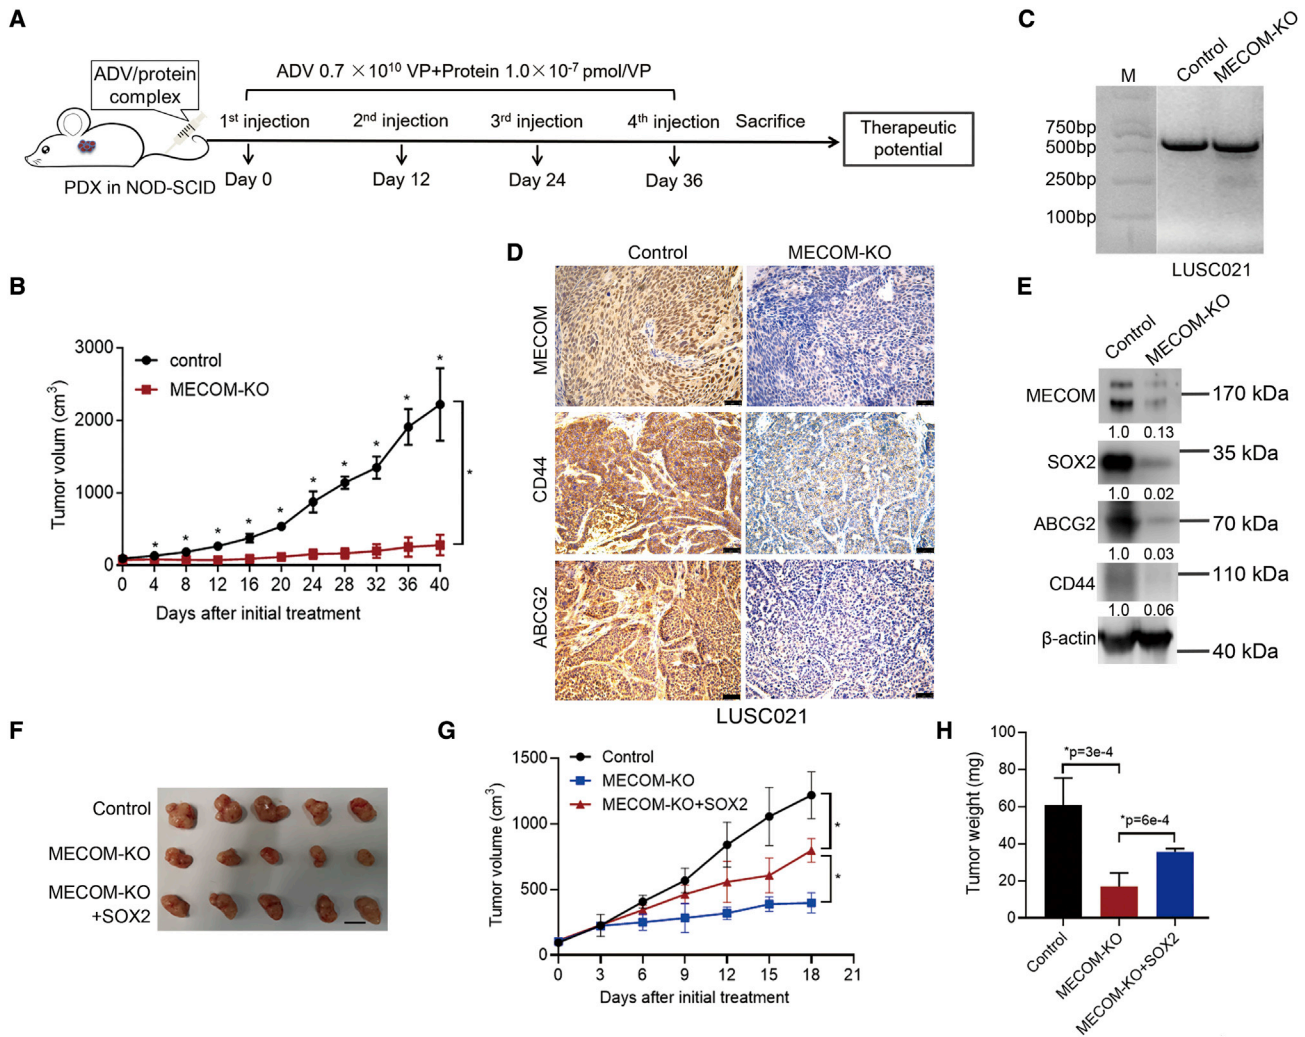 A
ADV/protein
complex
ADV 0.7 ×10¹⁰ VP+Protein 1.0×10⁻⁷ pmol/VP
1st injection
2nd injection
3rd injection
4th injection
Sacrifice
Day 0
Day 12
Day 24
Day 36
PDX in NOD-SCID
Therapeutic
potential
C
M
Control
MECOM-KO
750bp
500bp
250bp
100bp
LUSC021
B
Tumor volum (cm³)
3000
2000
1000
0
control
MECOM-KO
* * * * * * * * * *
*
0 4 8 12 16 20 24 28 32 36 40
Days after initial treatment
D
Control
MECOM-KO
MECOM
CD44
ABCG2
LUSC021
E
Control
MECOM-KO
MECOM
170 kDa
1.0 0.13
SOX2
35 kDa
1.0 0.02
ABCG2
70 kDa
1.0 0.03
CD44
110 kDa
1.0 0.06
β-actin
40 kDa
F
Control
MECOM-KO
MECOM-KO
+SOX2
G
Tumor volume (cm³)
1500
1000
500
0
Control
MECOM-KO
MECOM-KO+SOX2
*
*
0 3 6 9 12 15 18 21
Days after initial treatment
H
Tumor weight (mg)
100
80
60
40
20
0
*p=3e-4
*p=6e-4
Control
MECOM-KO
MECOM-KO+SOX2